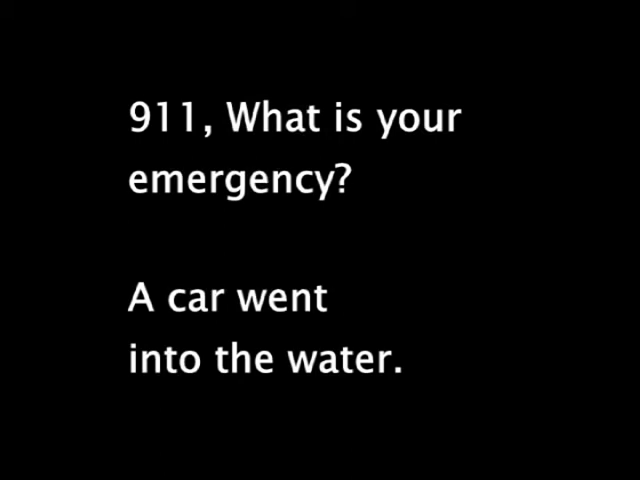 911, What is your
emergency?
A car went
into the water.